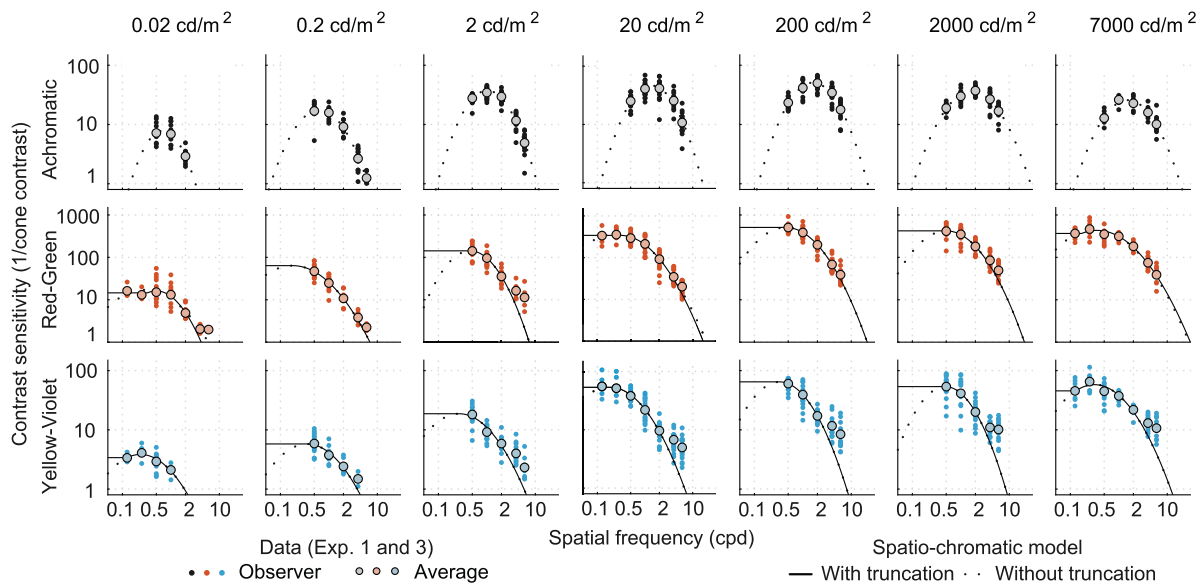 0.02 cd/m² 0.2 cd/m² 2 cd/m² 20 cd/m² 200 cd/m² 2000 cd/m² 7000 cd/m²
Contrast sensitivity (1/cone contrast)
Achromatic
100
10
1
Red-Green
1000
100
10
1
Yellow-Violet
100
10
1
0.1 0.5 2 10 0.1 0.5 2 10 0.1 0.5 2 10 0.1 0.5 2 10 0.1 0.5 2 10 0.1 0.5 2 10 0.1 0.5 2 10
Spatial frequency (cpd)
Data (Exp. 1 and 3)
Observer Average
Spatio-chromatic model
With truncation Without truncation